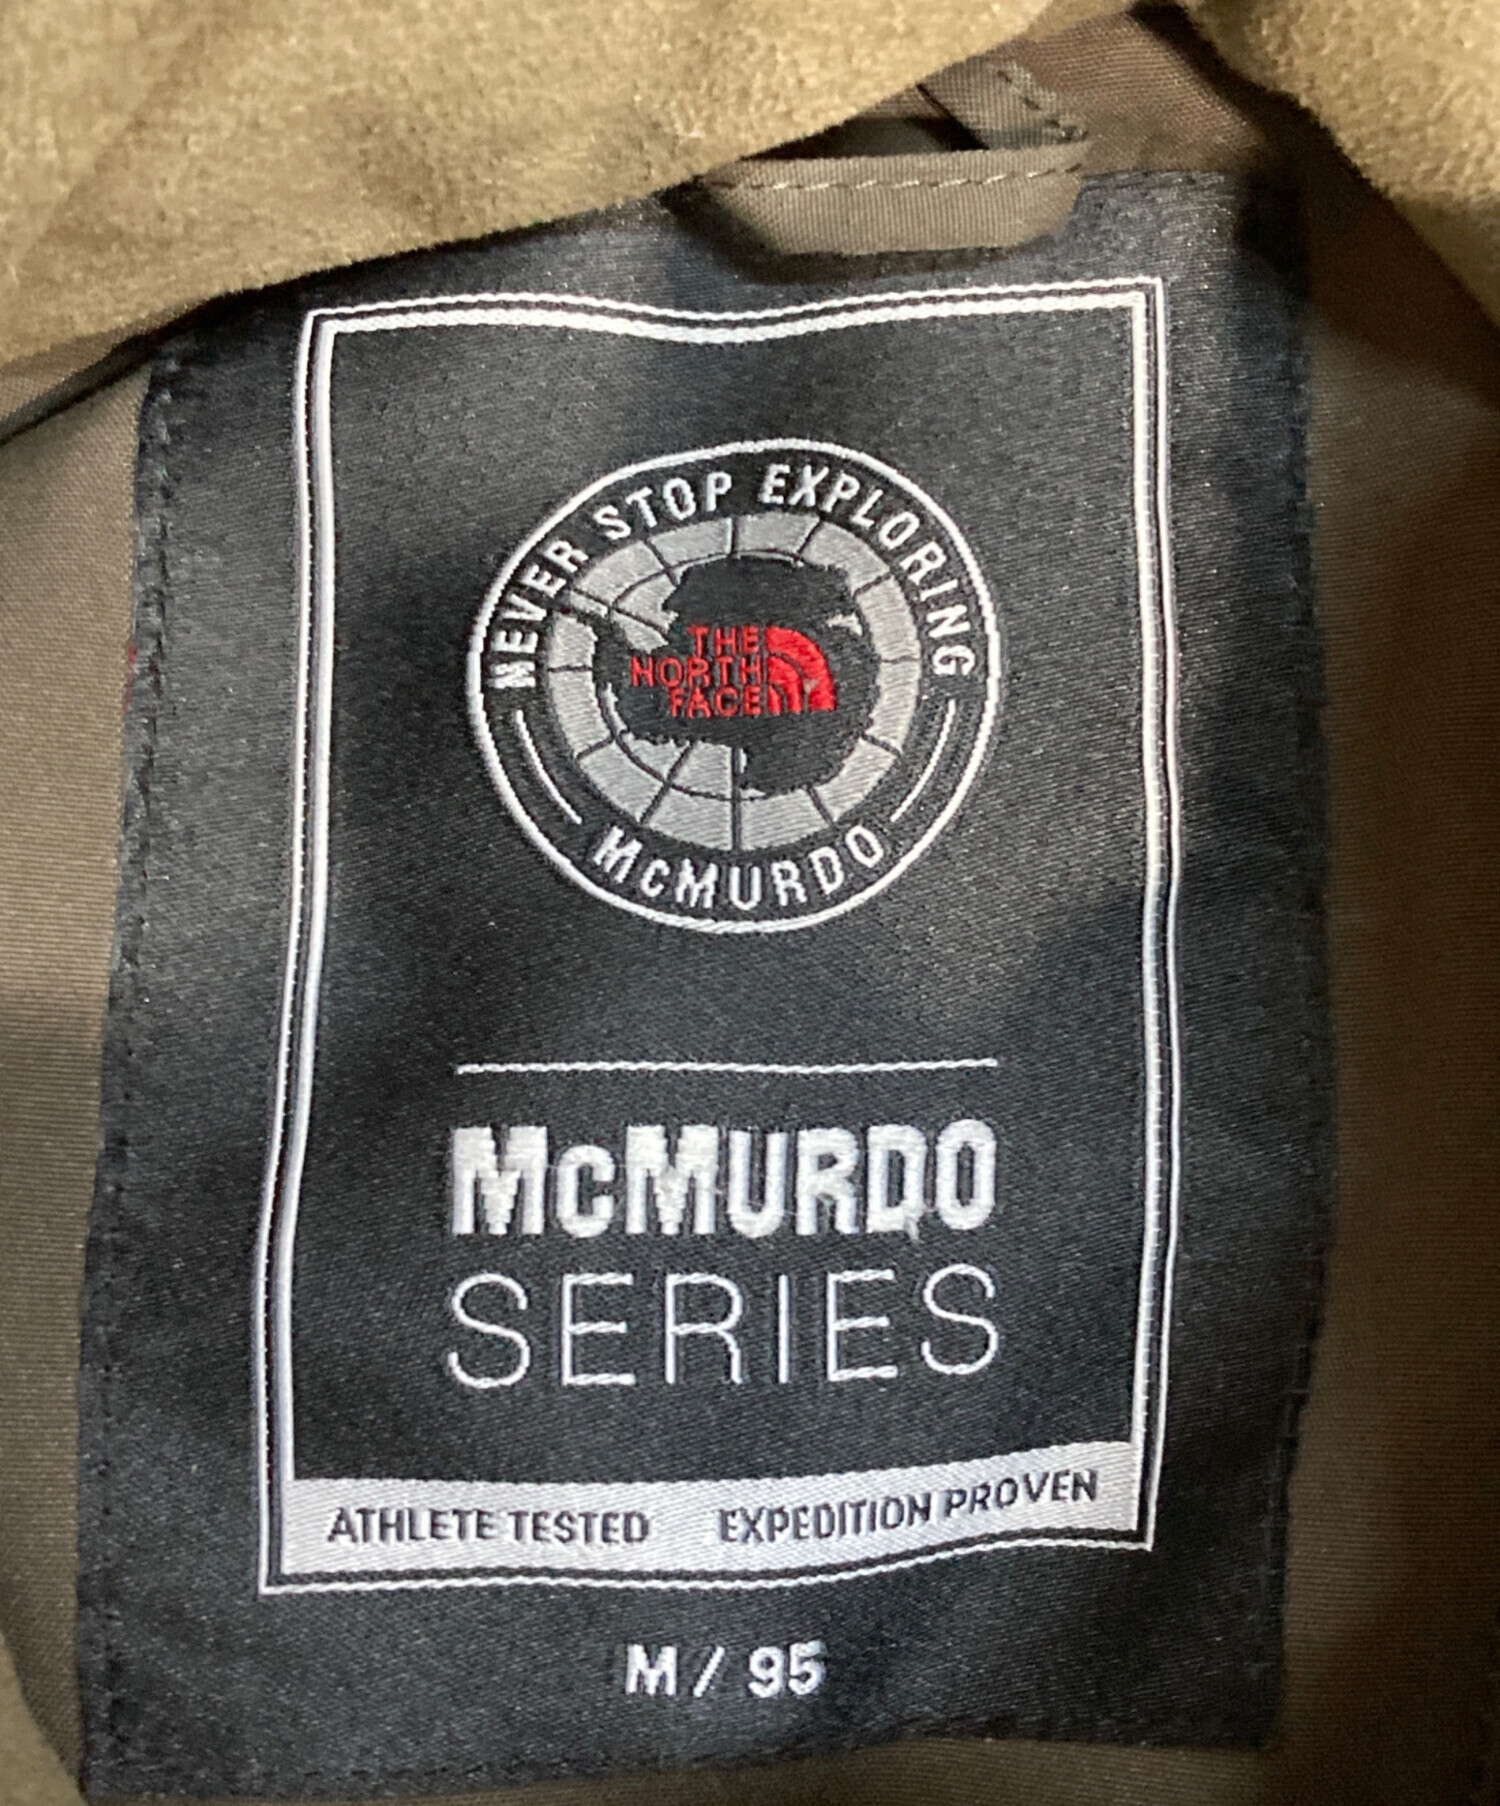 NEVER STOP EXPLORING
THE
NORTH
FACE
McMURDO
McMURDO
SERIES
ATHLETE TESTED EXPEDITION PROVEN
M / 95